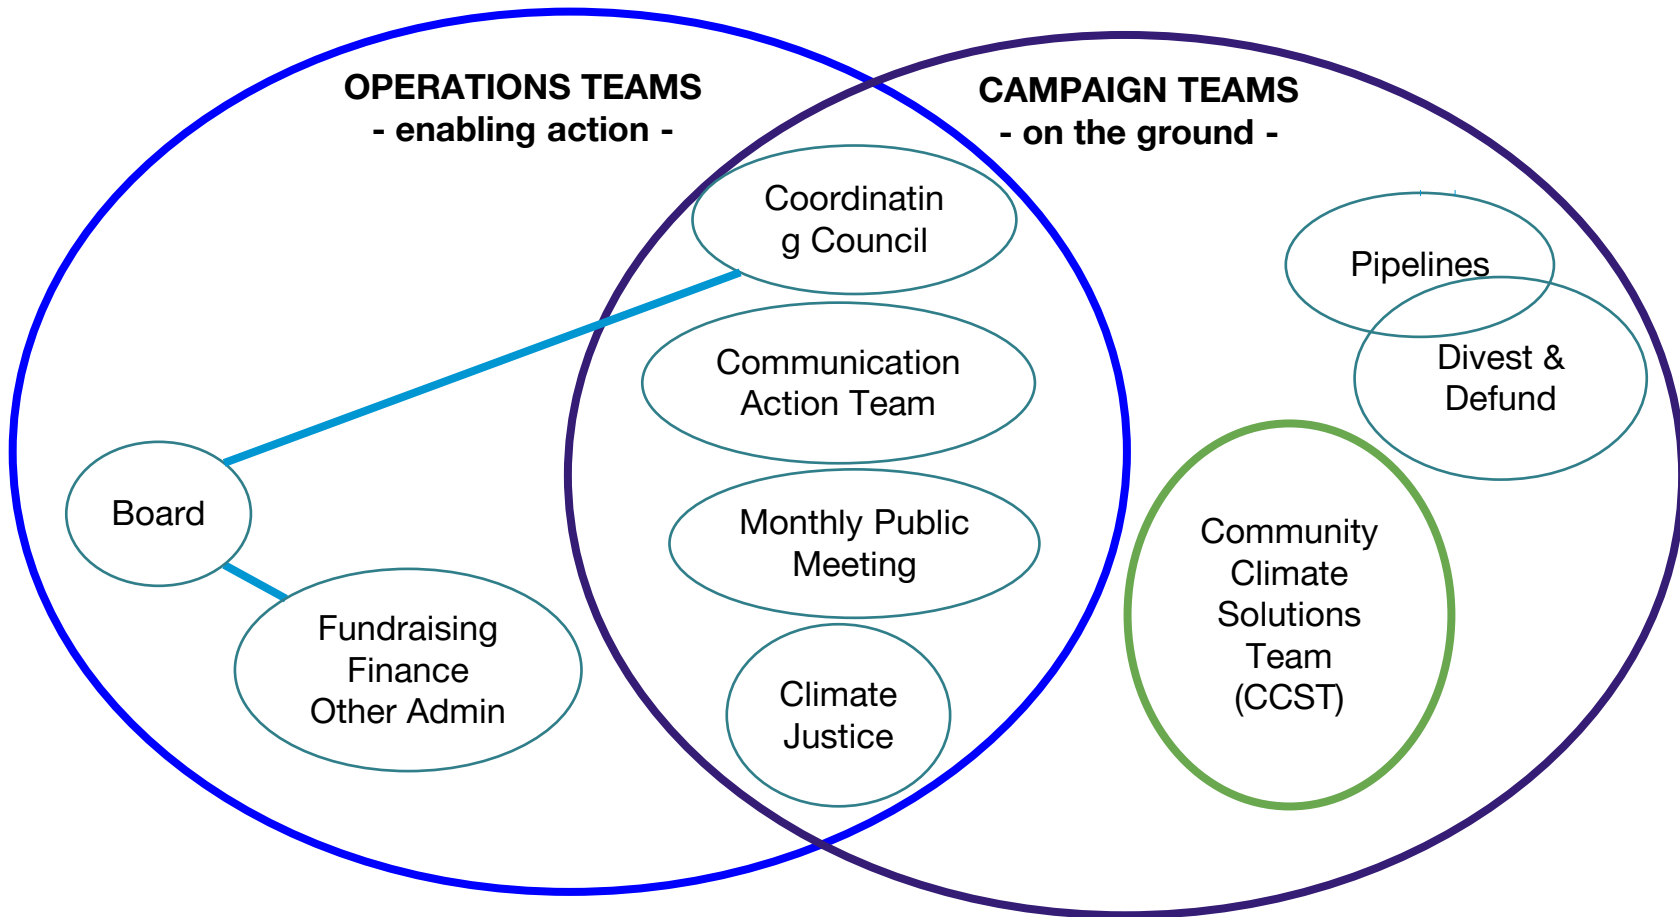 OPERATIONS TEAMS
- enabling action -
CAMPAIGN TEAMS
- on the ground -
Coordinatin
g Council
Pipelines
Communication
Action Team
Divest &
Defund
Board
Monthly Public
Meeting
Community
Climate
Solutions
Team
(CCST)
Fundraising
Finance
Other Admin
Climate
Justice